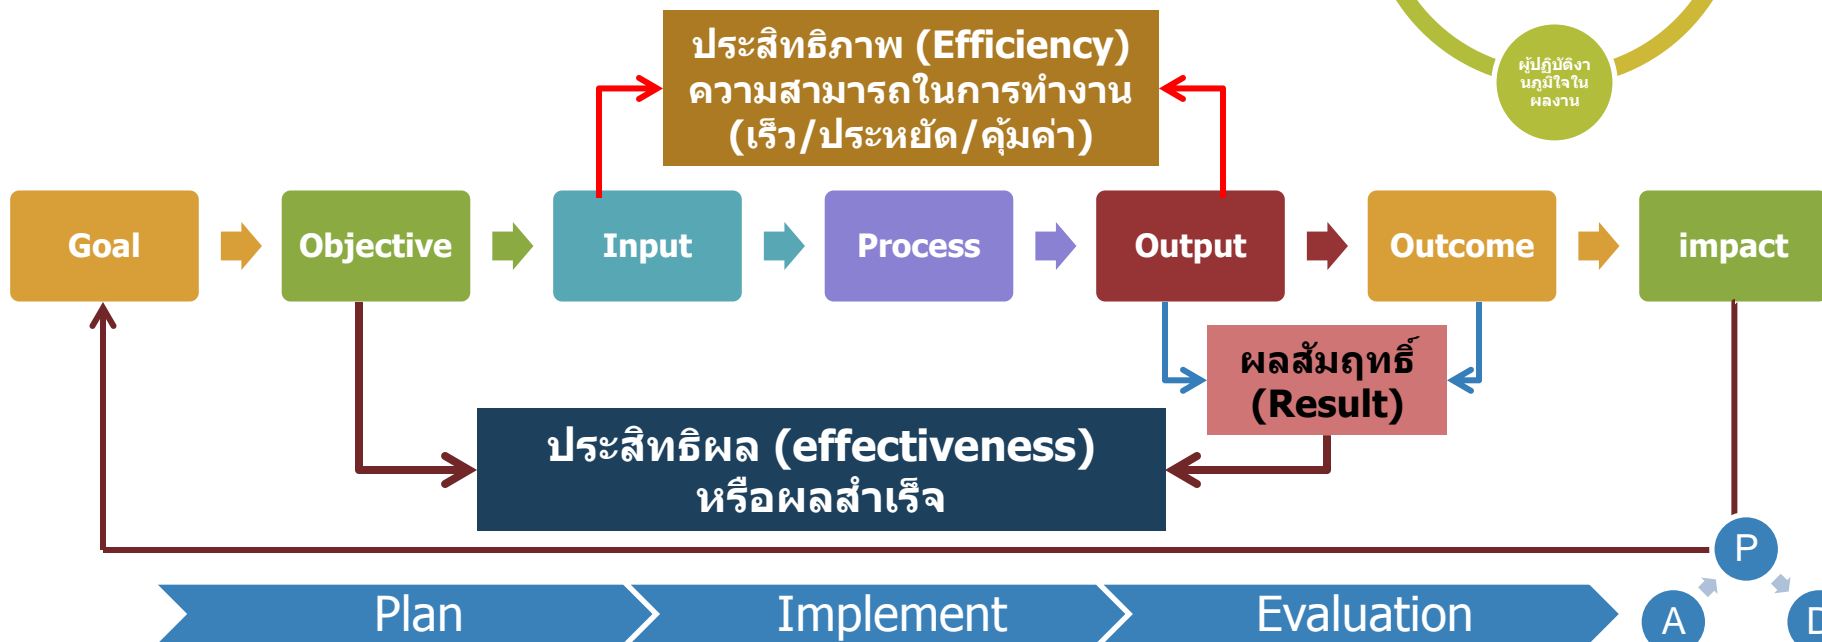 ประสิทธิภาพ (Efficiency)
ความสามารถในการทำงาน
(เร็ว/ประหยัด/คุ้มค่า)
ผู้ปฏิบัติงา
นภูมิใจใน
ผลงาน
Goal
Objective
Input
Process
Output
Outcome
impact
ผลสัมฤทธิ์
(Result)
ประสิทธิผล (effectiveness)
หรือผลสำเร็จ
P
Plan
Implement
Evaluation
A
D